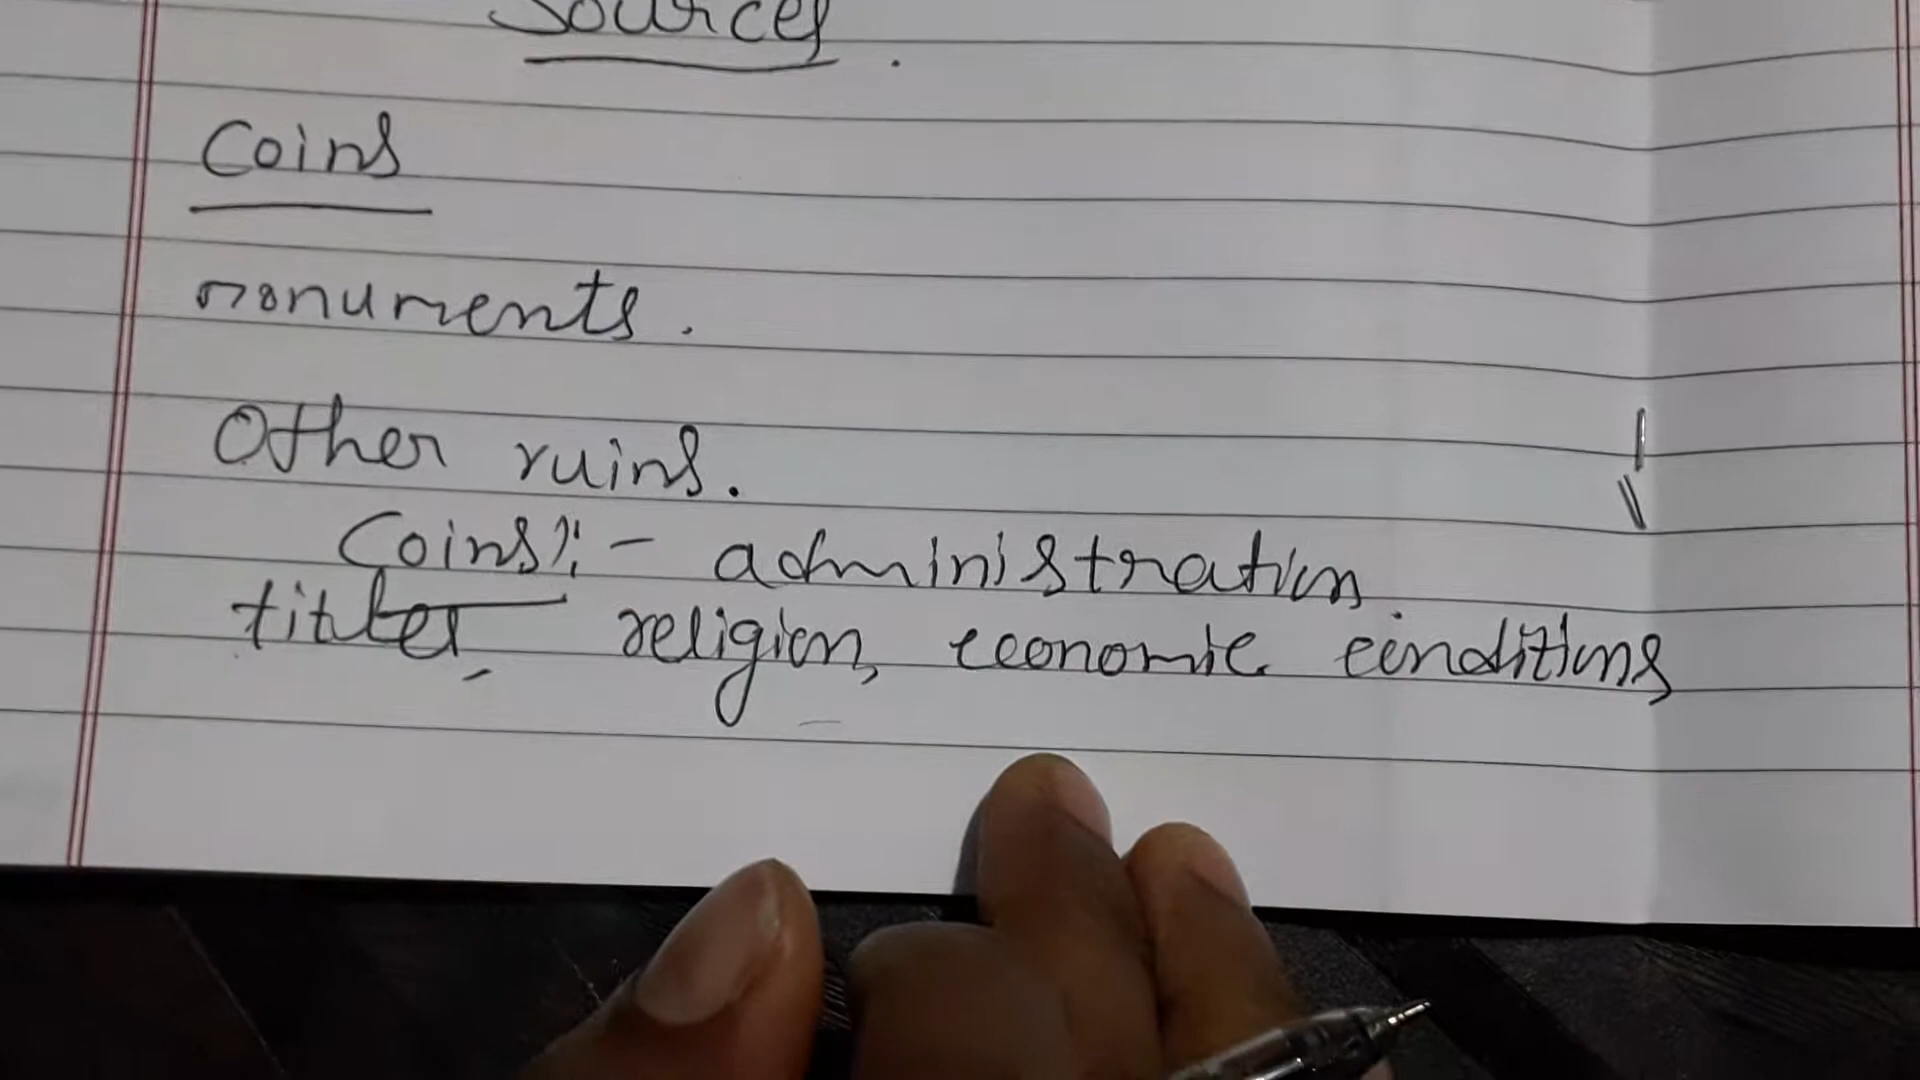 Sources.
Coins
monuments.
Other ruins.
Coins:- administration
titles, religion, economic conditions